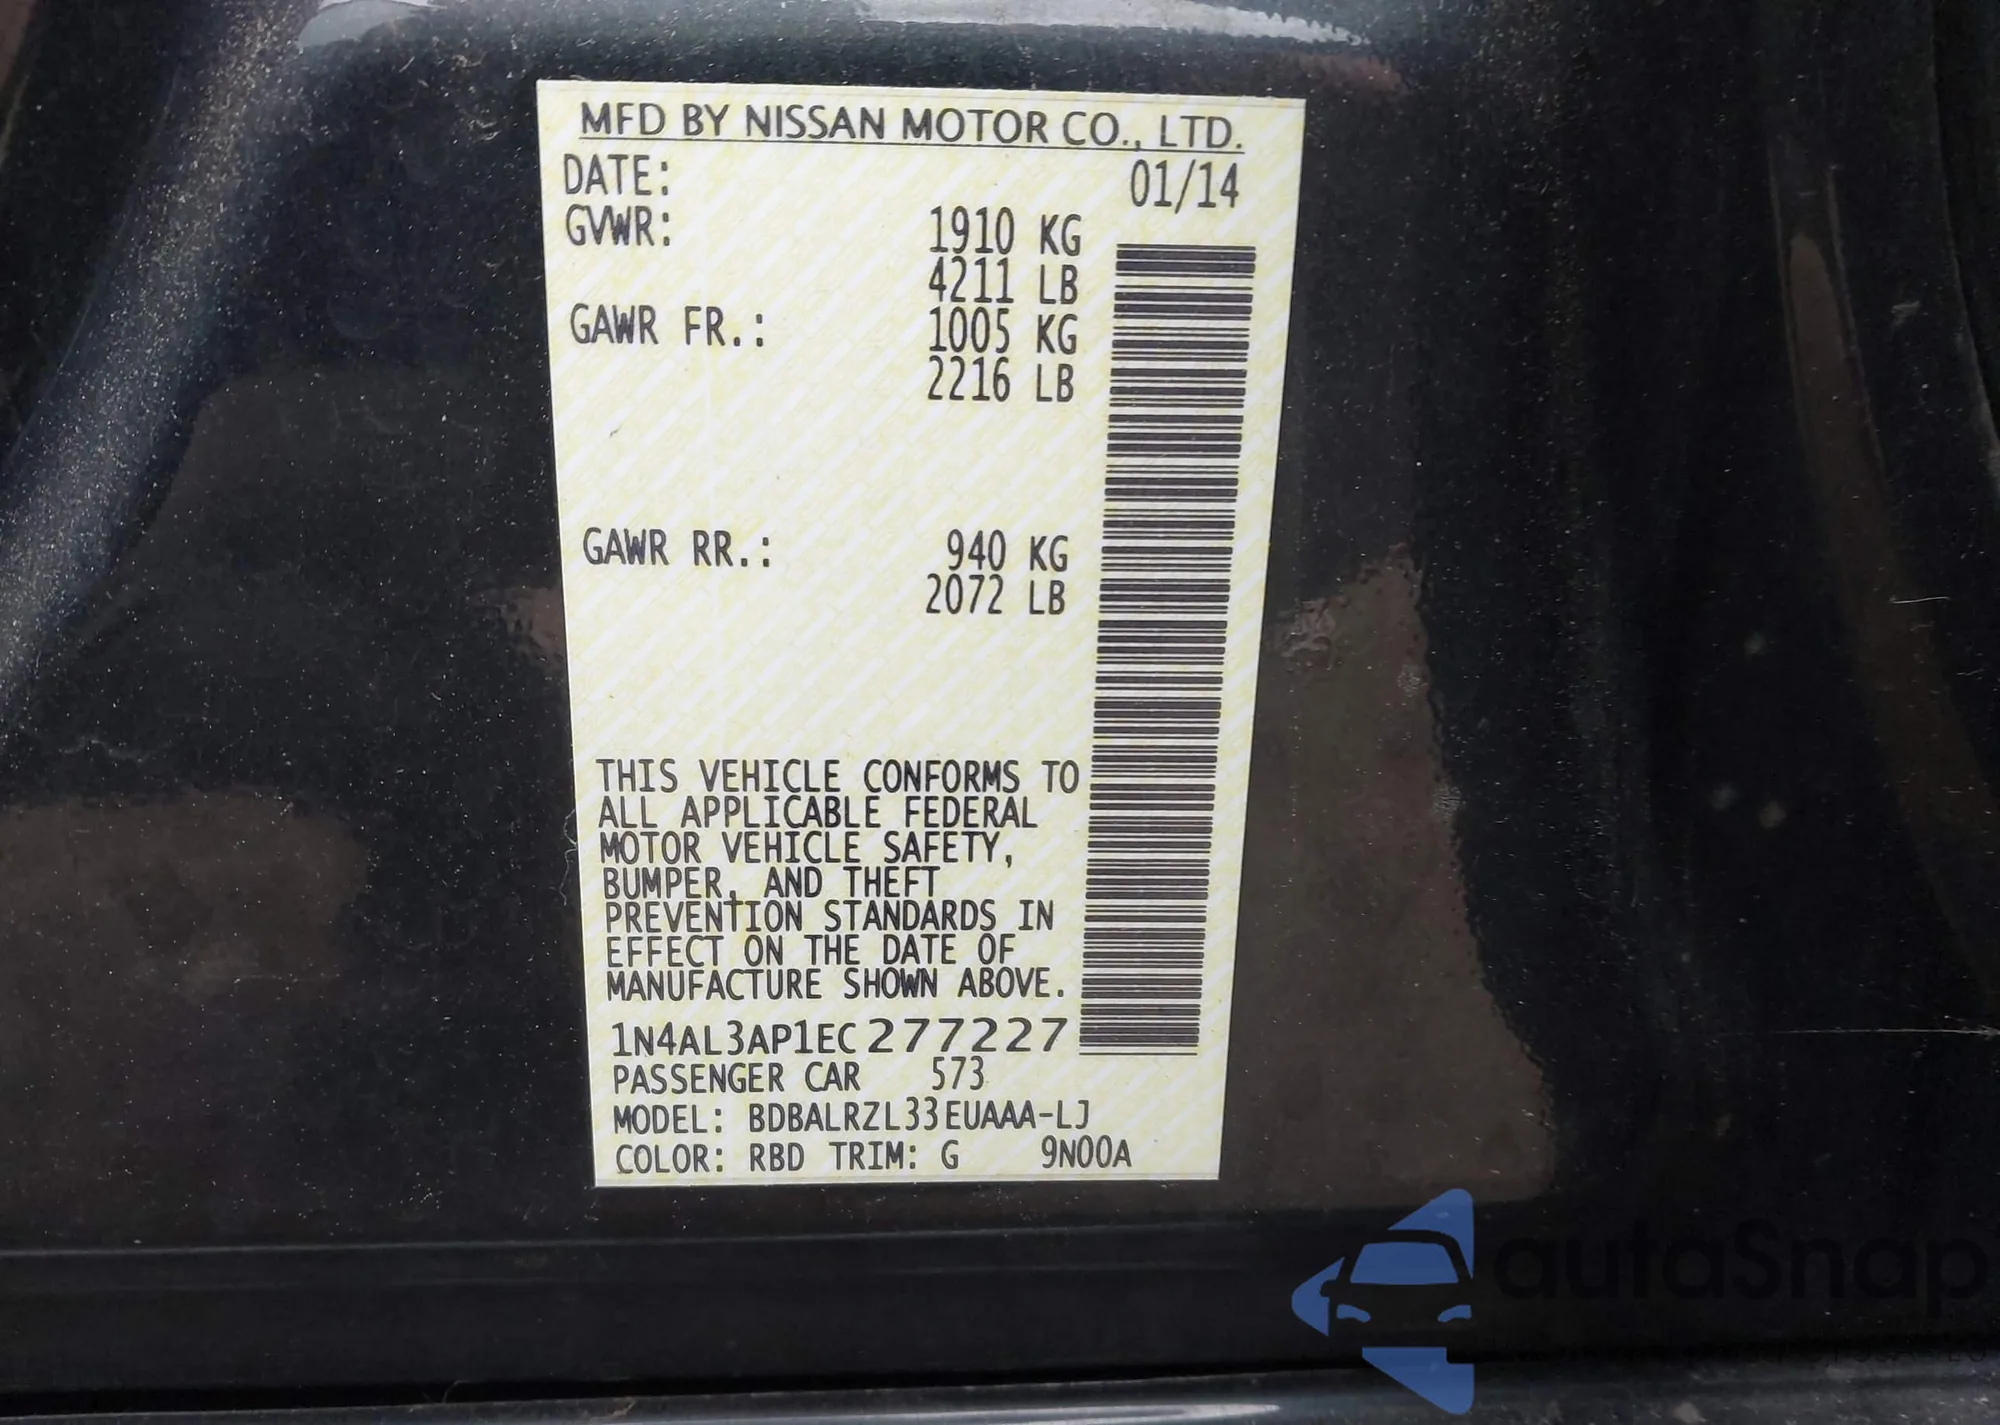 MFD BY NISSAN MOTOR CO., LTD.
DATE: 01/14
GVWR: 1910 KG
4211 LB
GAWR FR.: 1005 KG
2216 LB
GAWR RR.: 940 KG
2072 LB
THIS VEHICLE CONFORMS TO
ALL APPLICABLE FEDERAL
MOTOR VEHICLE SAFETY,
BUMPER, AND THEFT
PREVENTION STANDARDS IN
EFFECT ON THE DATE OF
MANUFACTURE SHOWN ABOVE.
1N4AL3AP1EC277227
PASSENGER CAR 573
MODEL: BDBALRZL33EUAAA-LJ
COLOR: RBD TRIM: G 9N00A
autaSnap